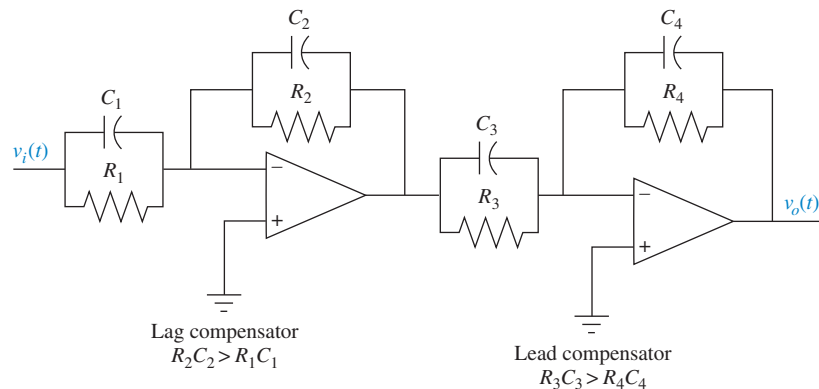 C₂
C₄
R₂
R₄
C₁
C₃
vᵢ(t)
R₁
R₃
−
+
−
+
vₒ(t)
Lag compensator
R₂C₂ > R₁C₁
Lead compensator
R₃C₃ > R₄C₄